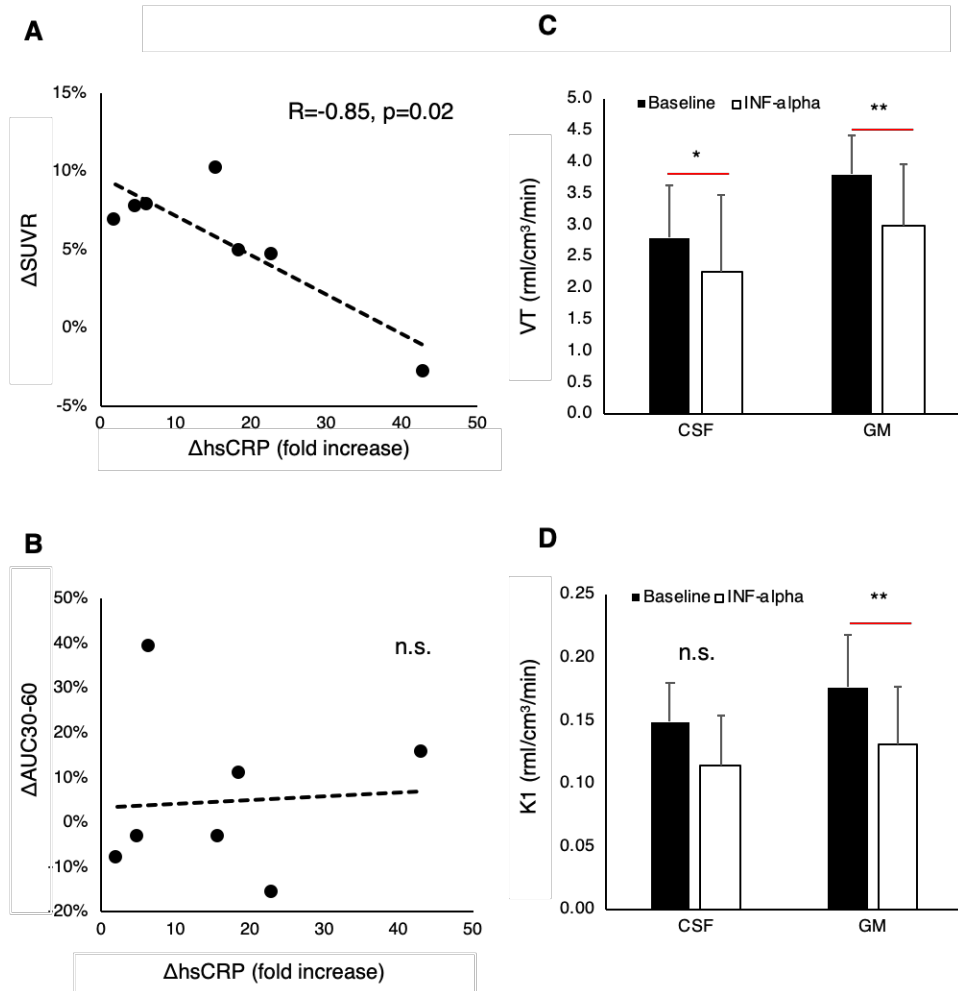 A
15%
10%
5%
0%
-5%
R=-0.85, p=0.02
ΔSUVR
0 10 20 30 40 50
ΔhsCRP (fold increase)
C
5.0
4.5
4.0
3.5
3.0
2.5
2.0
1.5
1.0
0.5
0.0
Baseline INF-alpha
*
**
VT (rml/cm³/min)
CSF GM
B
50%
40%
30%
20%
10%
0%
-10%
-20%
n.s.
ΔAUC30-60
0 10 20 30 40 50
ΔhsCRP (fold increase)
D
0.25
0.20
0.15
0.10
0.05
0.00
Baseline INF-alpha
n.s.
**
K1 (rml/cm³/min)
CSF GM